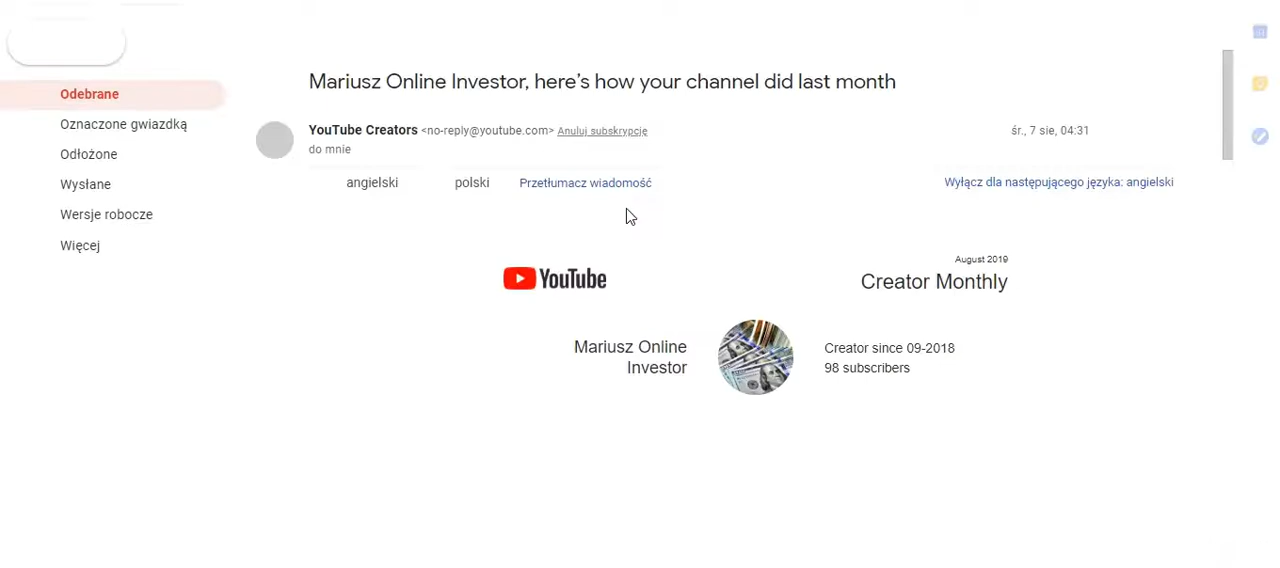 Mariusz Online Investor, here’s how your channel did last month
Odebrane
Oznaczone gwiazdką
Odłożone
Wysłane
Wersje robocze
Więcej
YouTube Creators <no-reply@youtube.com> Anuluj subskrypcję
śr., 7 sie, 04:31
do mnie
angielski polski Przetłumacz wiadomość
Wyłącz dla następującego języka: angielski
YouTube
August 2019
Creator Monthly
Mariusz Online
Investor
Creator since 09-2018
98 subscribers